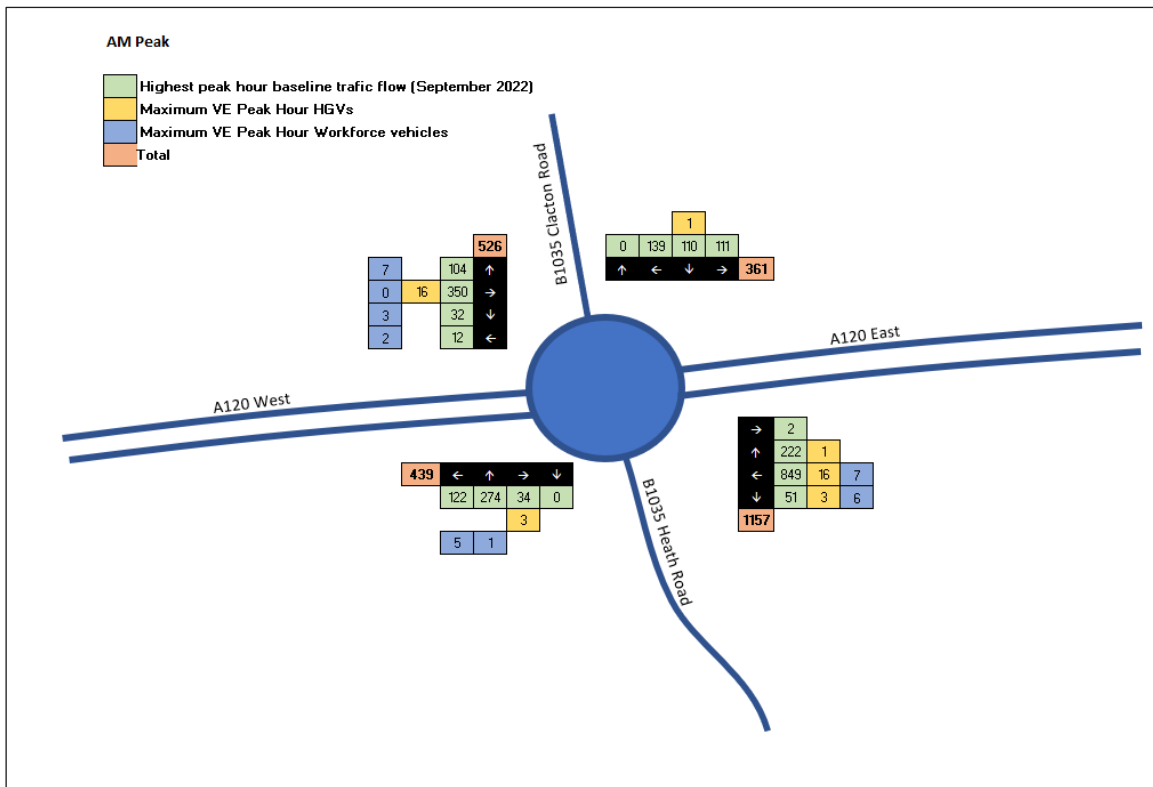 AM Peak
Highest peak hour baseline trafic flow (September 2022)
Maximum VE Peak Hour HGVs
Maximum VE Peak Hour Workforce vehicles
Total
B1035 Clacton Road
1
0 139 110 111
↑ ← ↓ → 361
526
7 104 ↑
0 16 350 →
3 32 ↓
2 12 ←
A120 East
A120 West
→ 2
↑ 222 1
← 849 16 7
↓ 51 3 6
1157
439 ← ↑ → ↓
122 274 34 0
3
5 1
B1035 Heath Road